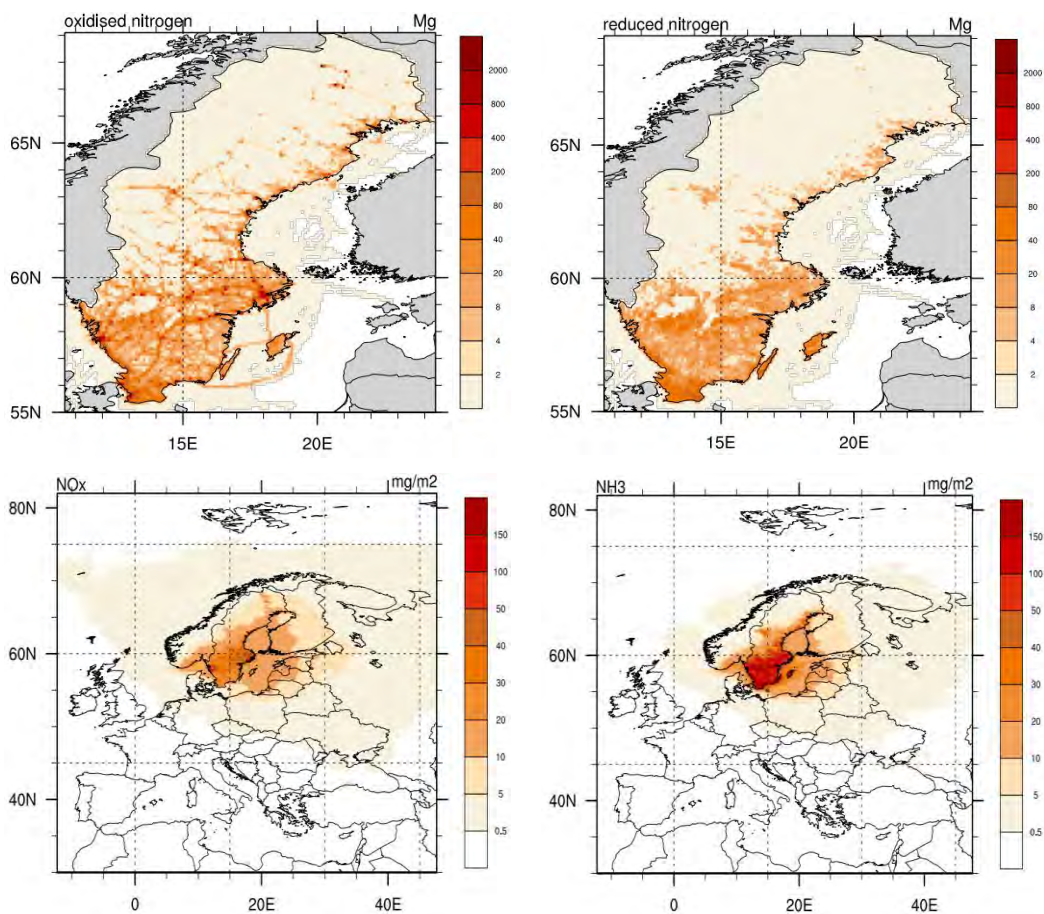 oxidised nitrogen Mg
65N
60N
55N
15E 20E
2000
800
400
200
80
40
20
8
4
2
reduced nitrogen Mg
65N
60N
55N
15E 20E
2000
800
400
200
80
40
20
8
4
2
NOx mg/m2
80N
60N
40N
0 20E 40E
150
100
50
40
30
20
10
5
0.5
NH3 mg/m2
80N
60N
40N
0 20E 40E
150
100
50
40
30
20
10
5
0.5